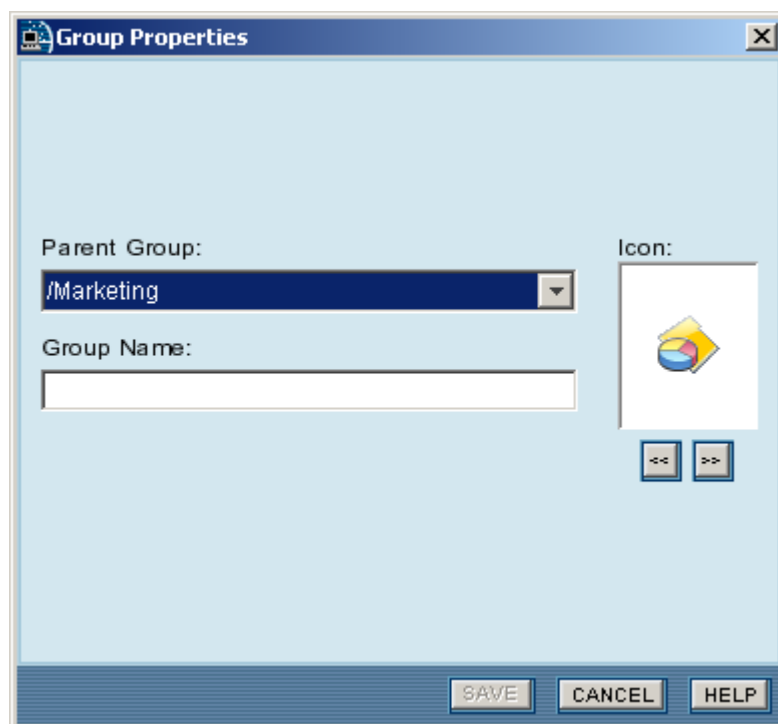 Group Properties
Parent Group:
Icon:
/Marketing
Group Name:
<< >>
SAVE CANCEL HELP